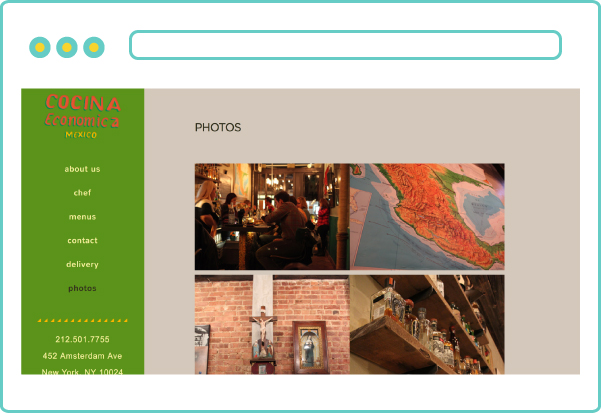 COCINA
Economica
MEXICO
about us
chef
menus
contact
delivery
photos
212.501.7755
452 Amsterdam Ave
New York, NY 10024
PHOTOS